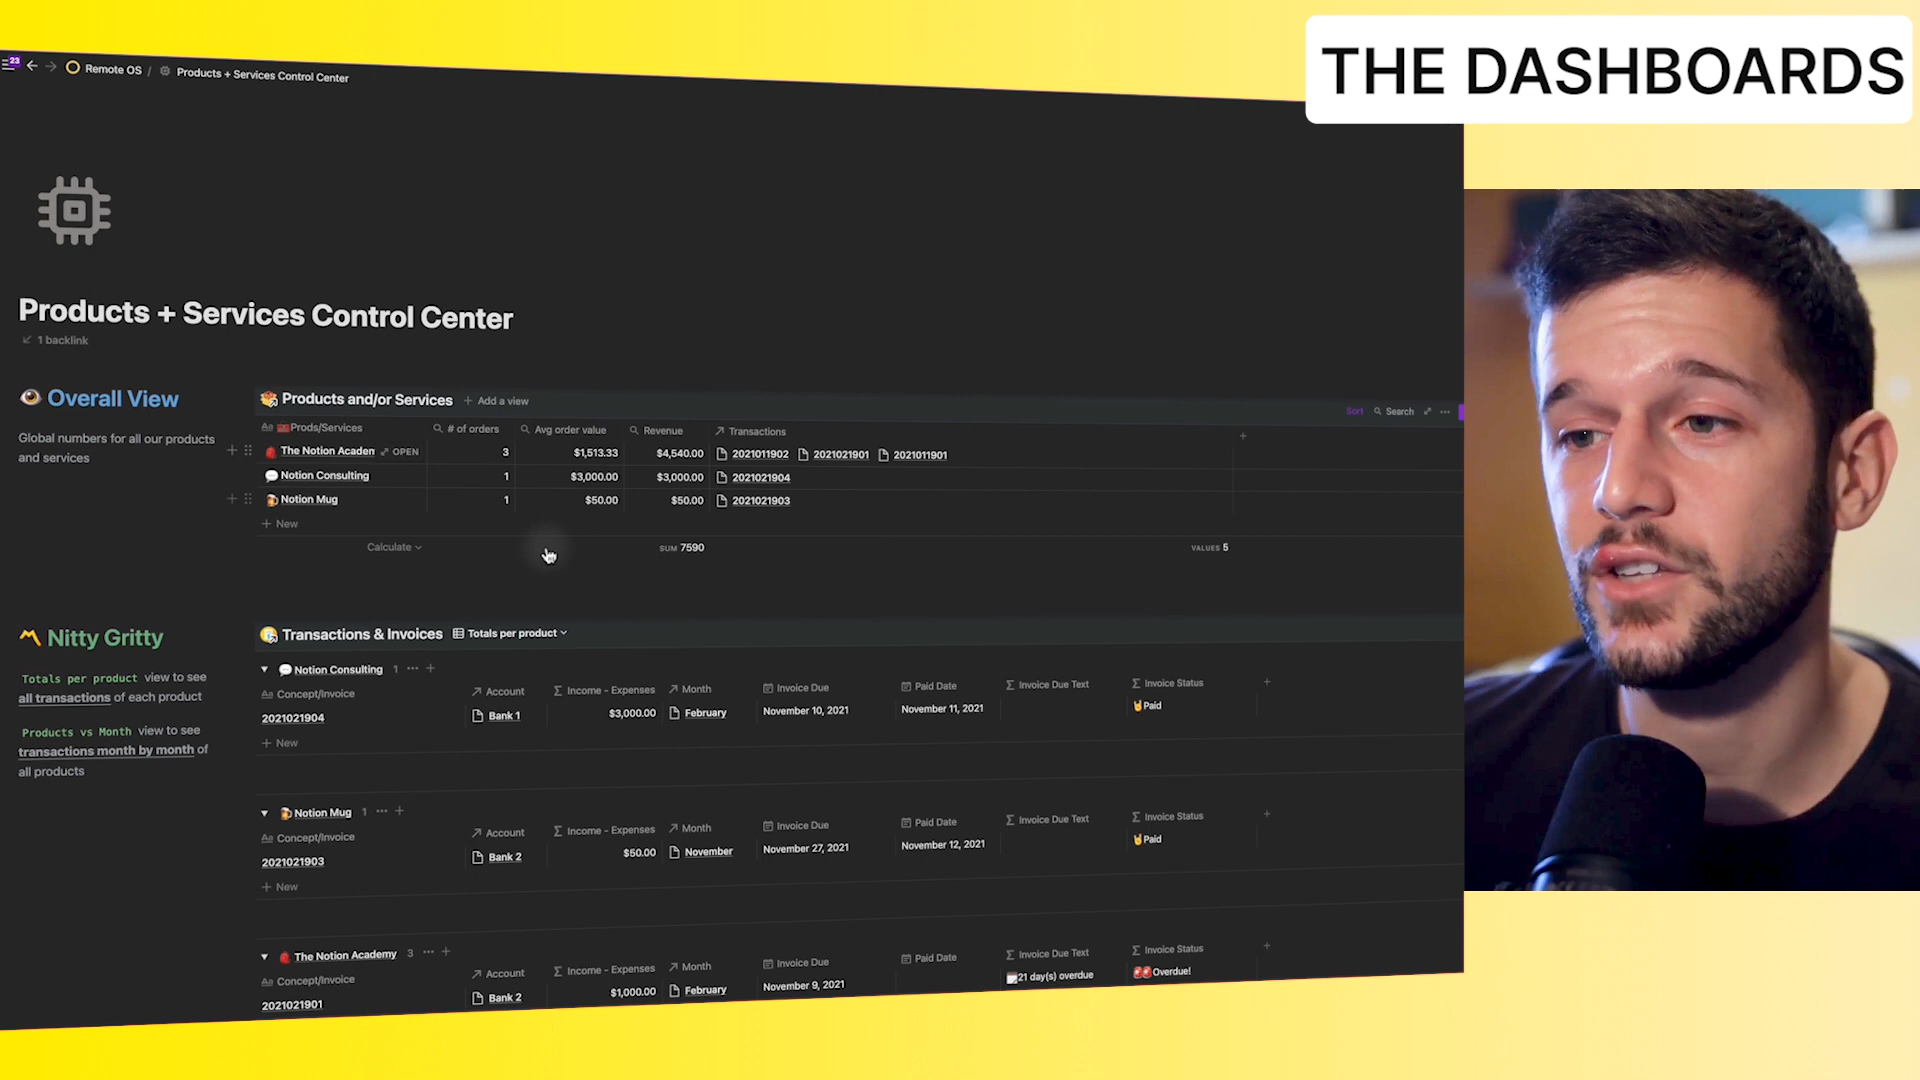 THE DASHBOARDS
23
Remote OS / Products + Services Control Center
Products + Services Control Center
1 backlink
Overall View
Global numbers for all our products
and services
Products and/or Services + Add a view
Sort Search
Aa Prods/Services # of orders Avg order value Revenue Transactions
The Notion Academ OPEN 3 $1,513.33 $4,540.00 2021011902 2021021901 2021011901
Notion Consulting 1 $3,000.00 $3,000.00 2021021904
Notion Mug 1 $50.00 $50.00 2021021903
+ New
Calculate SUM 7590 VALUES 5
Nitty Gritty
Totals per product view to see
all transactions of each product
Products vs Month view to see
transactions month by month of
all products
Transactions & Invoices Totals per product
Notion Consulting 1 ... +
Aa Concept/Invoice Account Σ Income - Expenses Month Invoice Due Paid Date Σ Invoice Due Text Σ Invoice Status +
2021021904 Bank 1 $3,000.00 February November 10, 2021 November 11, 2021 Paid
+ New
Notion Mug 1 ... +
Aa Concept/Invoice Account Σ Income - Expenses Month Invoice Due Paid Date Σ Invoice Due Text Σ Invoice Status +
2021021903 Bank 2 $50.00 November November 27, 2021 November 12, 2021 Paid
+ New
The Notion Academy 3 ... +
Aa Concept/Invoice Account Σ Income - Expenses Month Invoice Due Paid Date Σ Invoice Due Text Σ Invoice Status +
2021021901 Bank 2 $1,000.00 February November 9, 2021 21 day(s) overdue Overdue!